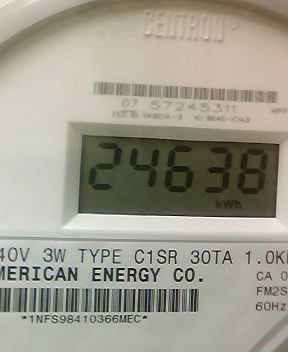 CENTRON®
07 57245311
24638
kWh
40V 3W TYPE C1SR 30TA 1.0K
MERICAN ENERGY CO.
CA 0
FM2S
60Hz
*1NFS98410366MEC*